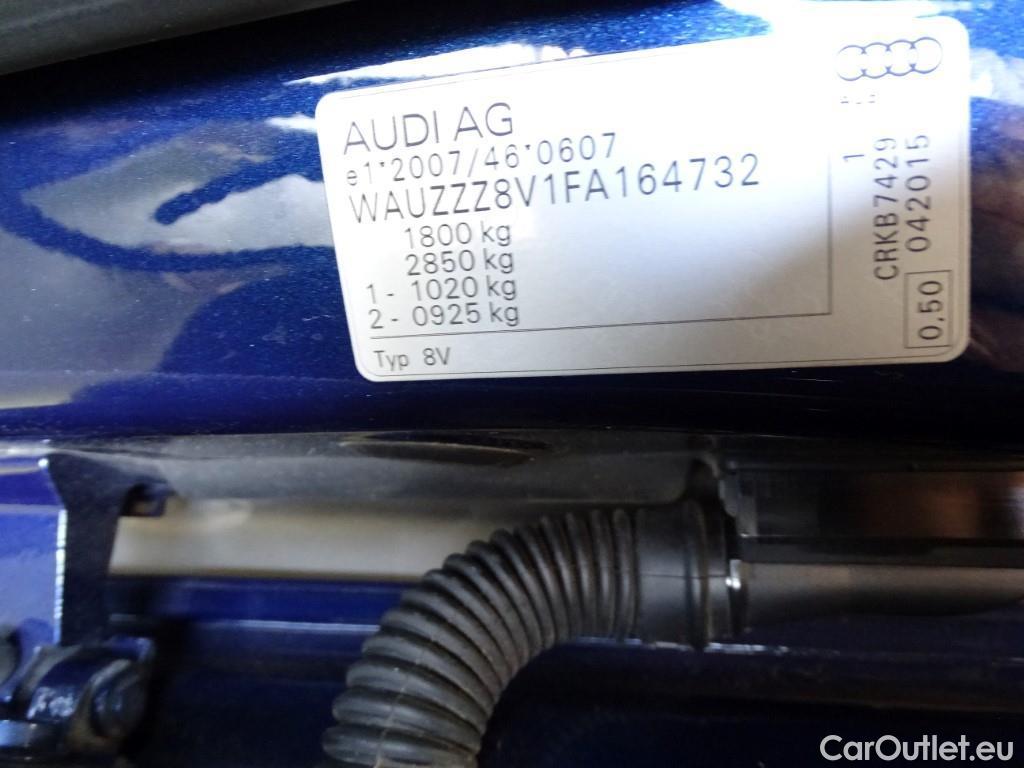 AUDI AG
e1*2007/46*0607
WAUZZZ8V1FA164732
1800 kg
2850 kg
1 - 1020 kg
2 - 0925 kg
Typ 8V
CRKB7429
1
042015
0,50
CarOutlet.eu